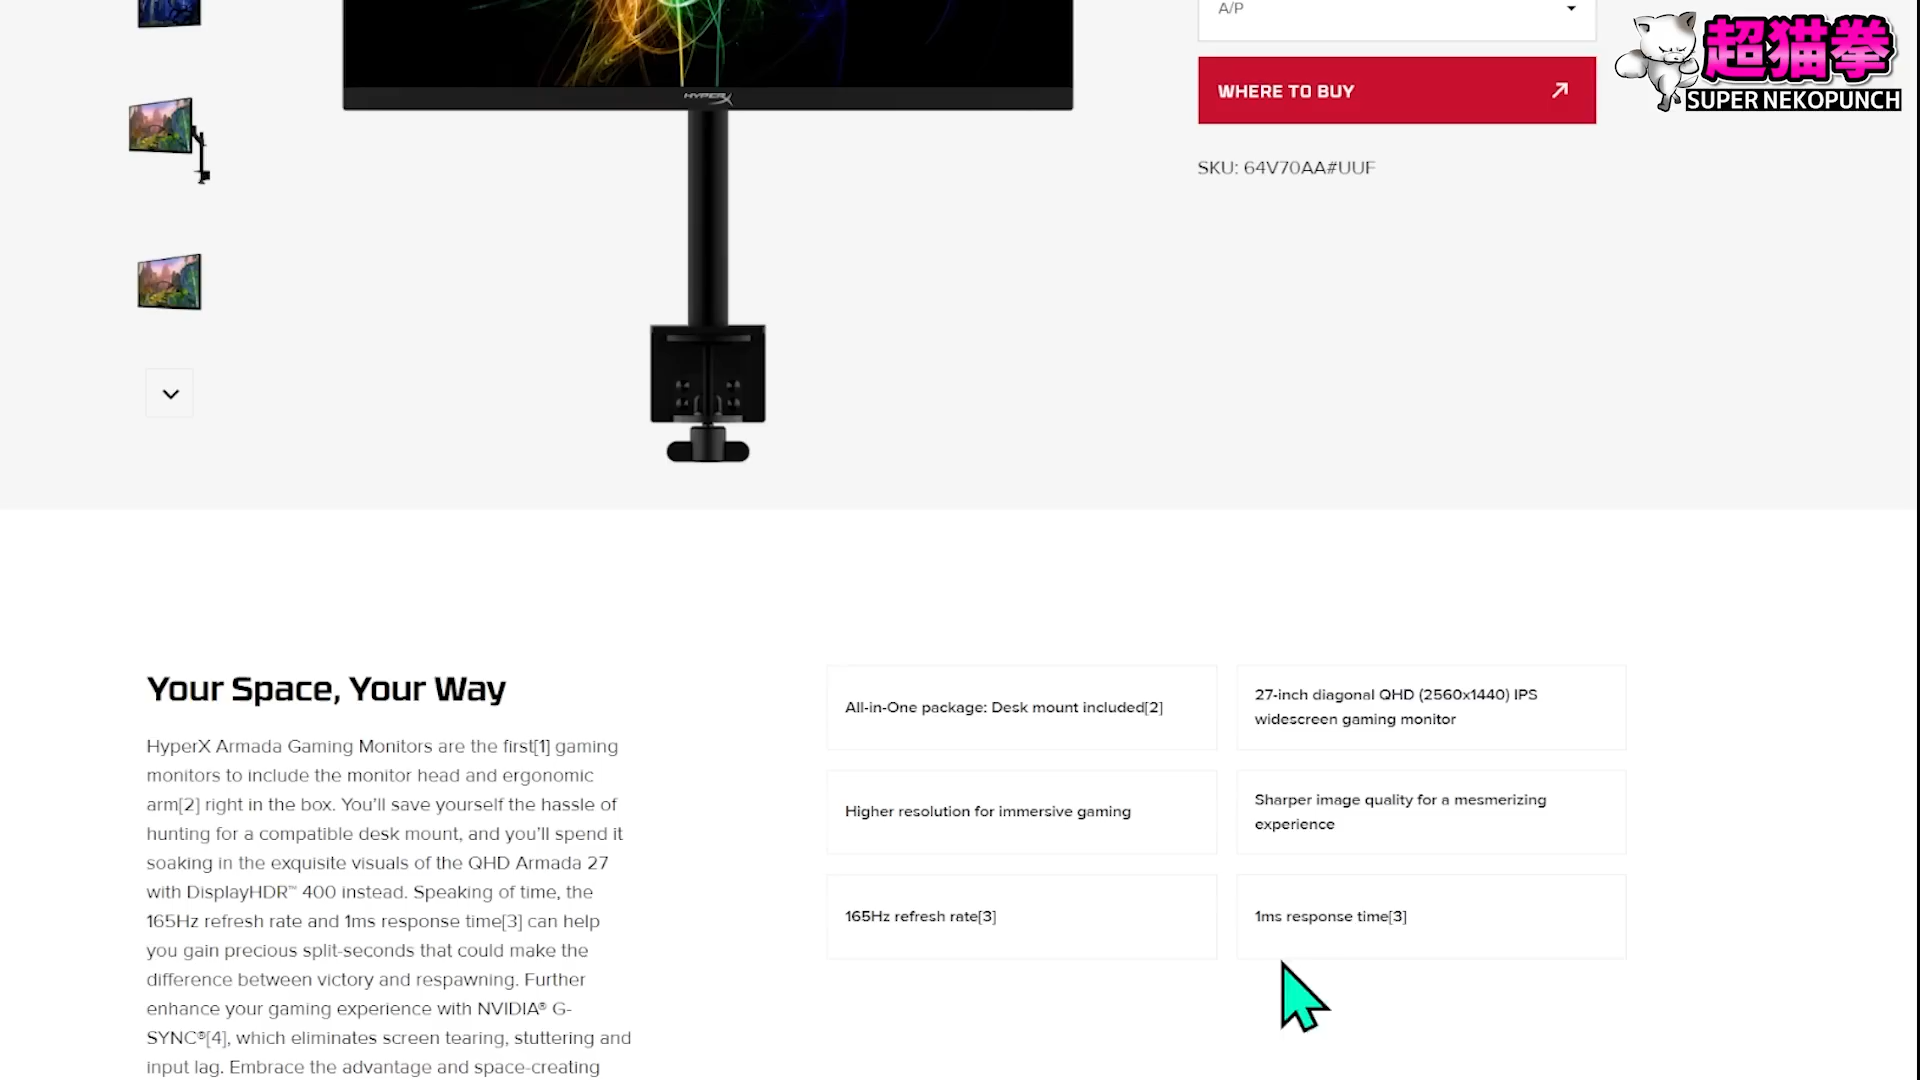 A/P
超猫拳
SUPER NEKOPUNCH
HYPERX
WHERE TO BUY
SKU: 64V70AA#UUF
Your Space, Your Way
HyperX Armada Gaming Monitors are the first[1] gaming
monitors to include the monitor head and ergonomic
arm[2] right in the box. You’ll save yourself the hassle of
hunting for a compatible desk mount, and you’ll spend it
soaking in the exquisite visuals of the QHD Armada 27
with DisplayHDR™ 400 instead. Speaking of time, the
165Hz refresh rate and 1ms response time[3] can help
you gain precious split-seconds that could make the
difference between victory and respawning. Further
enhance your gaming experience with NVIDIA® G-
SYNC®[4], which eliminates screen tearing, stuttering and
input lag. Embrace the advantage and space-creating
All-in-One package: Desk mount included[2]
27-inch diagonal QHD (2560x1440) IPS
widescreen gaming monitor
Higher resolution for immersive gaming
Sharper image quality for a mesmerizing
experience
165Hz refresh rate[3]
1ms response time[3]